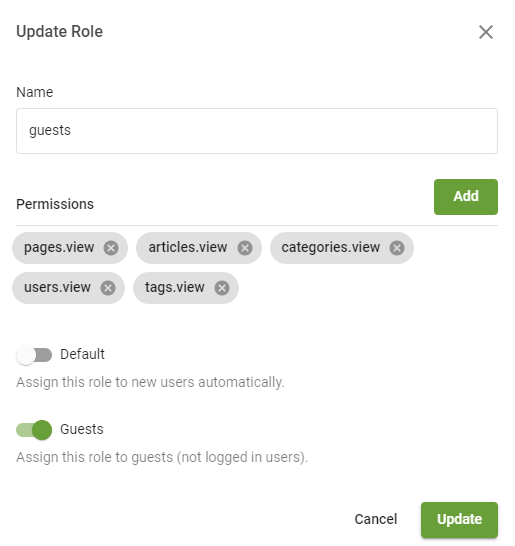 Update Role
Name
guests
Permissions
Add
pages.view articles.view categories.view
users.view tags.view
Default
Assign this role to new users automatically.
Guests
Assign this role to guests (not logged in users).
Cancel Update